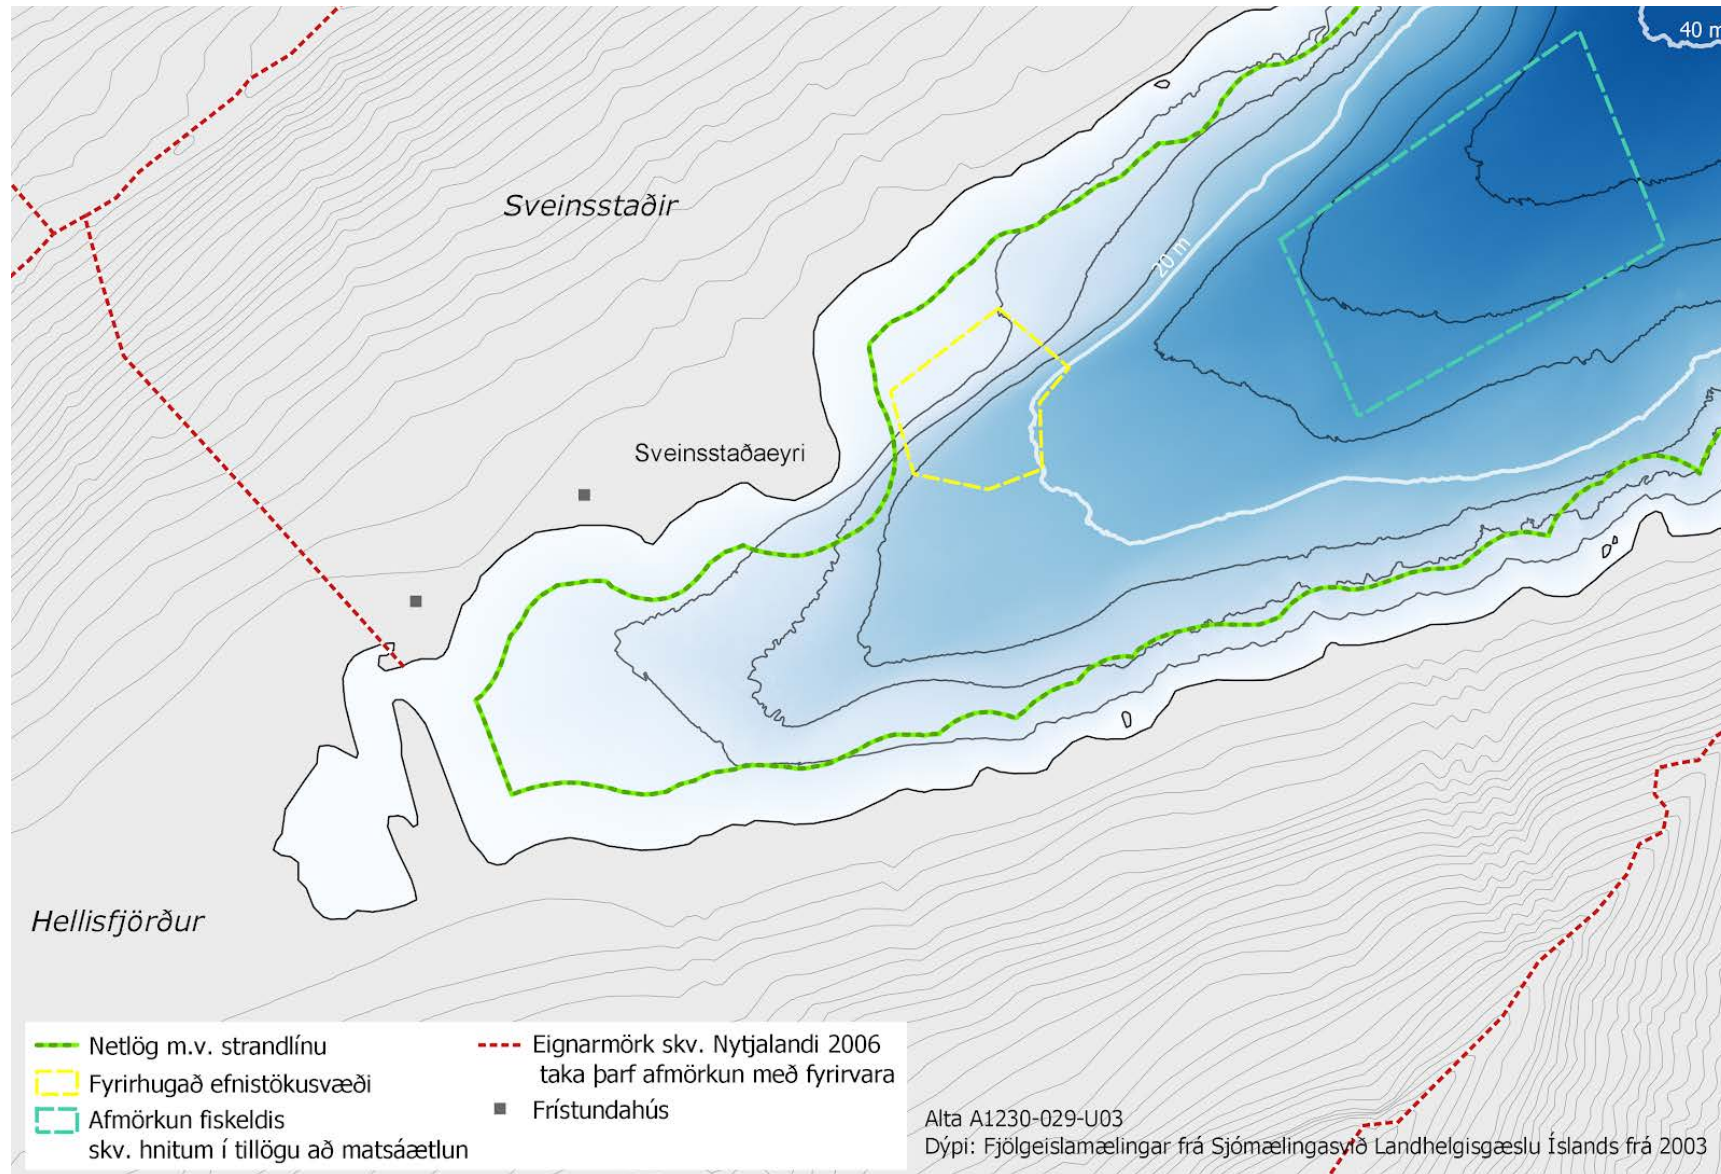 40 m
Sveinsstaðir
20 m
Sveinsstaðaeyri
Hellisfjörður
Netlög m.v. strandlínu
Fyrirhugað efnistökusvæði
Afmörkun fiskeldis
skv. hnitum í tillögu að matsáætlun
Eignarmörk skv. Nytjalandi 2006
taka þarf afmörkun með fyrirvara
Frístundahús
Alta A1230-029-U03
Dýpi: Fjölgeislamælingar frá Sjómælingasvið Landhelgisgæslu Íslands frá 2003